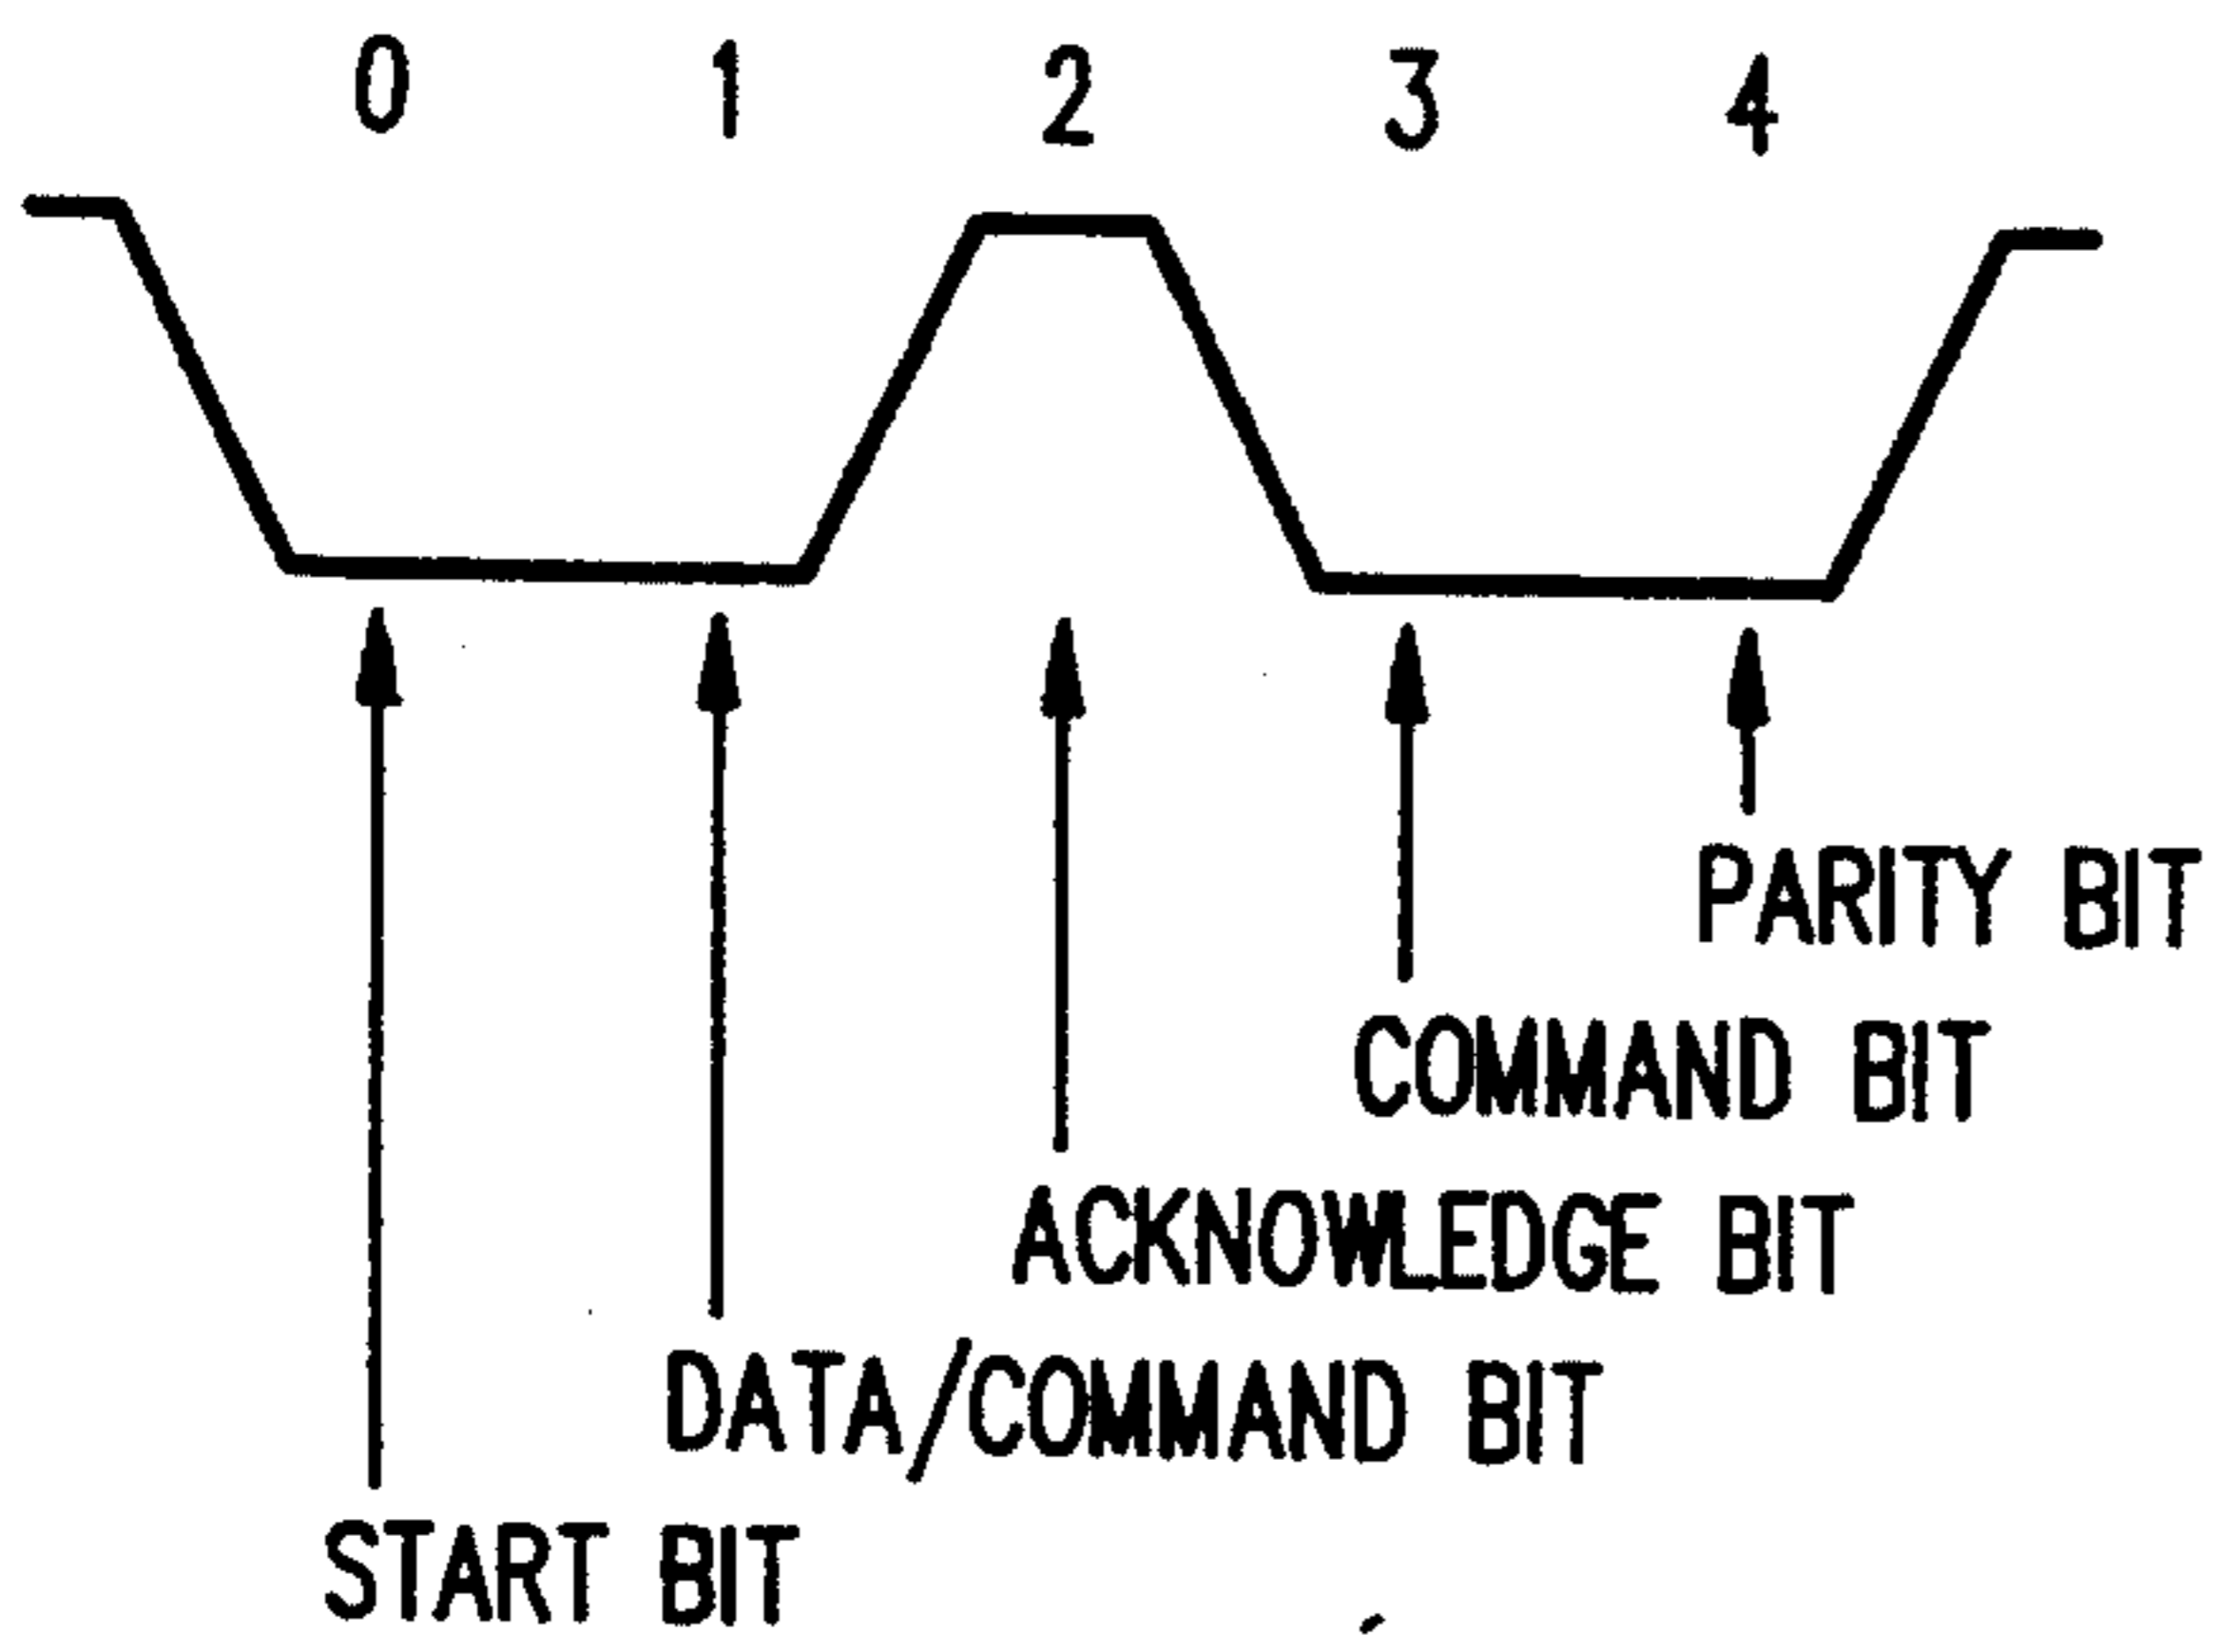 0 1 2 3 4
PARITY BIT
COMMAND BIT
ACKNOWLEDGE BIT
DATA/COMMAND BIT
START BIT